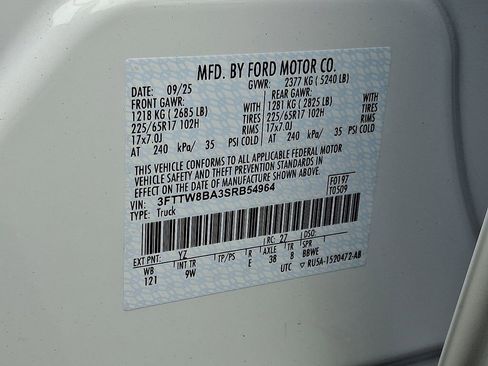 MFD. BY FORD MOTOR CO.
DATE: 09/25 GVWR: 2377 KG ( 5240 LB)
FRONT GAWR: REAR GAWR:
1218 KG ( 2685 LB) WITH 1281 KG ( 2825 LB) WITH
225/65R17 102H TIRES 225/65R17 102H TIRES
17x7.0J RIMS 17x7.0J RIMS
AT 240 kPa/ 35 PSI COLD AT 240 kPa/ 35 PSI COLD
THIS VEHICLE CONFORMS TO ALL APPLICABLE FEDERAL MOTOR
VEHICLE SAFETY AND THEFT PREVENTION STANDARDS IN
EFFECT ON THE DATE OF MANUFACTURE SHOWN ABOVE.
VIN: 3FTTW8BA3SRB54964 F0197
TYPE: Truck T0509
EXT PNT: YZ RC: 27 DSO:
WB INT TR TP/PS R AXLE TR SPR
121 9W E 38 8 BBWE
UTC RU5A-1520472-AB